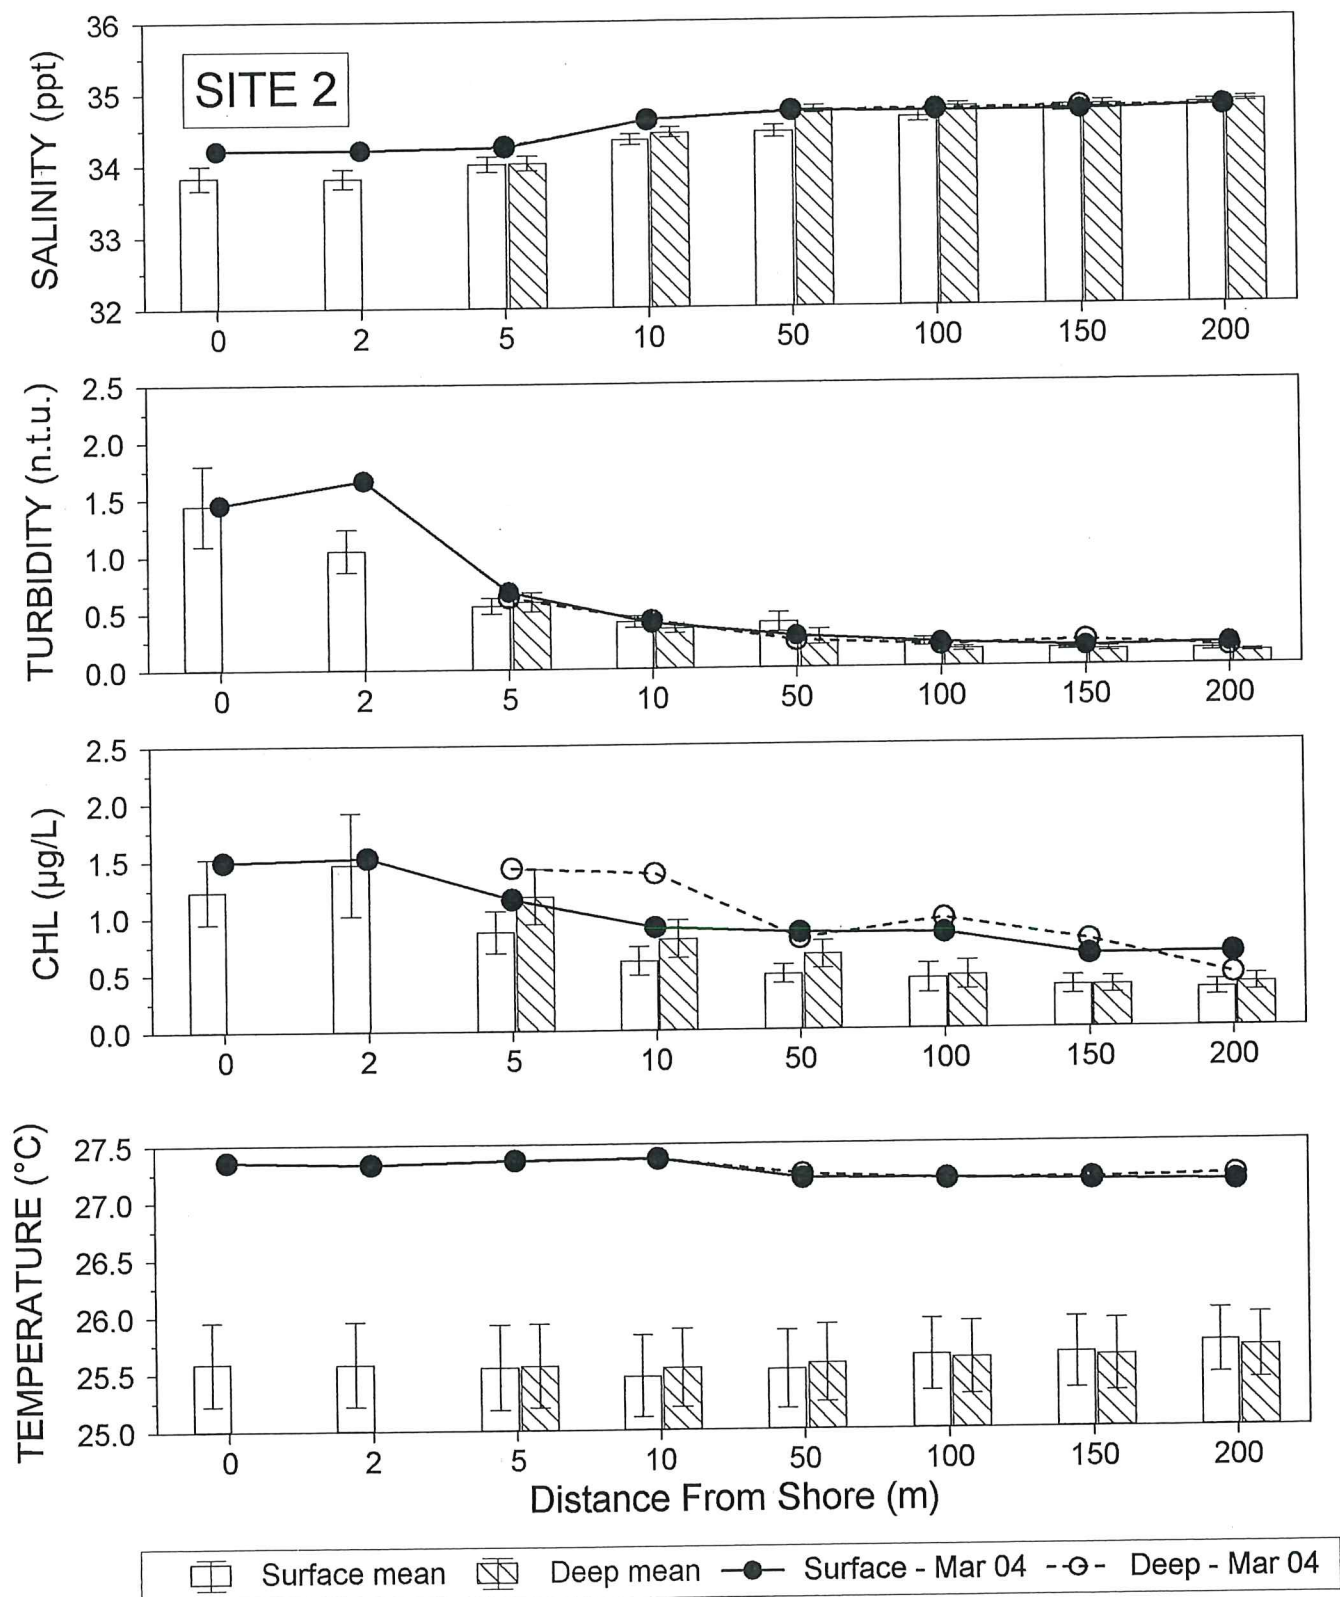 SITE 2
SALINITY (ppt)
36
35
34
33
32
0 2 5 10 50 100 150 200
TURBIDITY (n.t.u.)
2.5
2.0
1.5
1.0
0.5
0.0
0 2 5 10 50 100 150 200
CHL (µg/L)
2.5
2.0
1.5
1.0
0.5
0.0
0 2 5 10 50 100 150 200
TEMPERATURE (°C)
27.5
27.0
26.5
26.0
25.5
25.0
0 2 5 10 50 100 150 200
Distance From Shore (m)
Surface mean Deep mean Surface - Mar 04 Deep - Mar 04